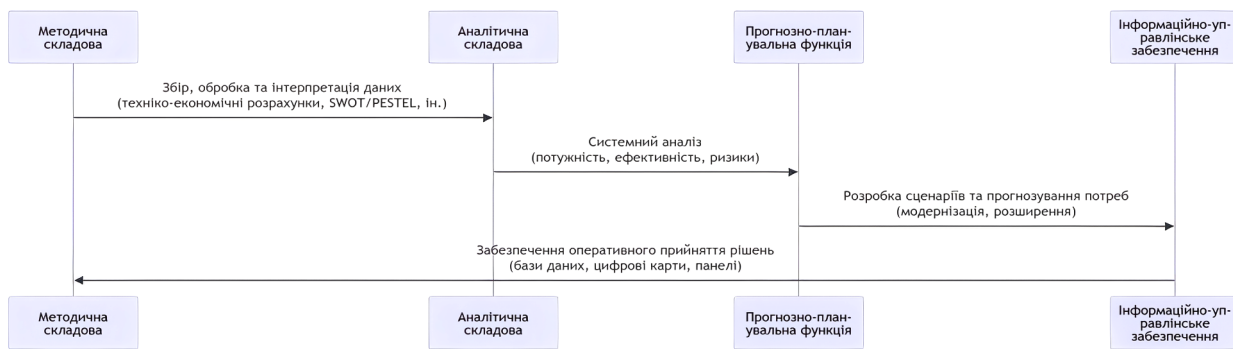 Методична
складова
Аналітична
складова
Прогнозно-план-
увальна функція
Інформаційно-уп-
равлінське
забезпечення
Збір, обробка та інтерпретація даних
(техніко-економічні розрахунки, SWOT/PESTEL, ін.)
Системний аналіз
(потужність, ефективність, ризики)
Розробка сценаріїв та прогнозування потреб
(модернізація, розширення)
Забезпечення оперативного прийняття рішень
(бази даних, цифрові карти, панелі)
Методична
складова
Аналітична
складова
Прогнозно-план-
увальна функція
Інформаційно-уп-
равлінське
забезпечення